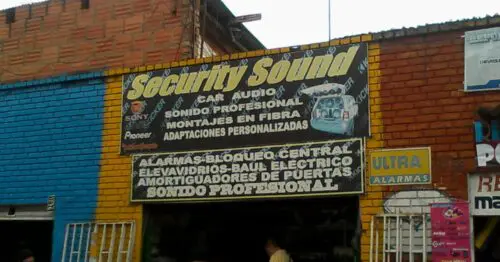 Security Sound
CAR AUDIO
SONIDO PROFESIONAL
MONTAJES EN FIBRA
ADAPTACIONES PERSONALIZADAS
SONY
Pioneer
ALARMAS-BLOQUEO CENTRAL
ELEVAVIDRIOS-BAUL ELECTRICO
AMORTIGUADORES DE PUERTAS
SONIDO PROFESIONAL
ULTRA
ALARMAS